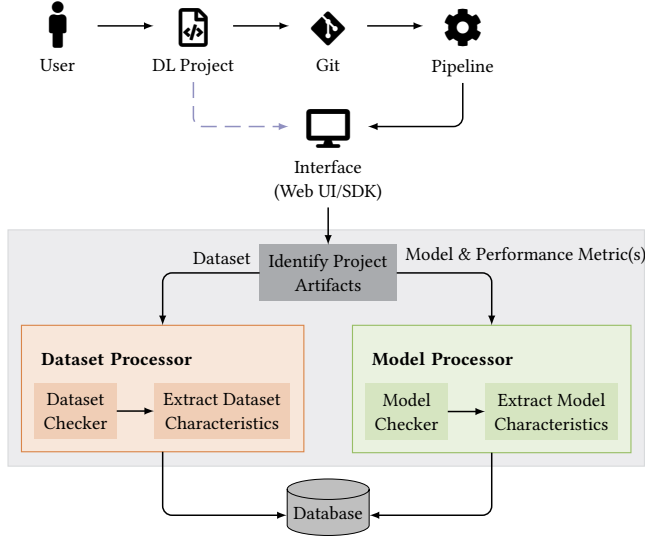 User
DL Project
Git
Pipeline
Interface
(Web UI/SDK)
Dataset
Identify Project
Artifacts
Model & Performance Metric(s)
Dataset Processor
Dataset
Checker
Extract Dataset
Characteristics
Model Processor
Model
Checker
Extract Model
Characteristics
Database